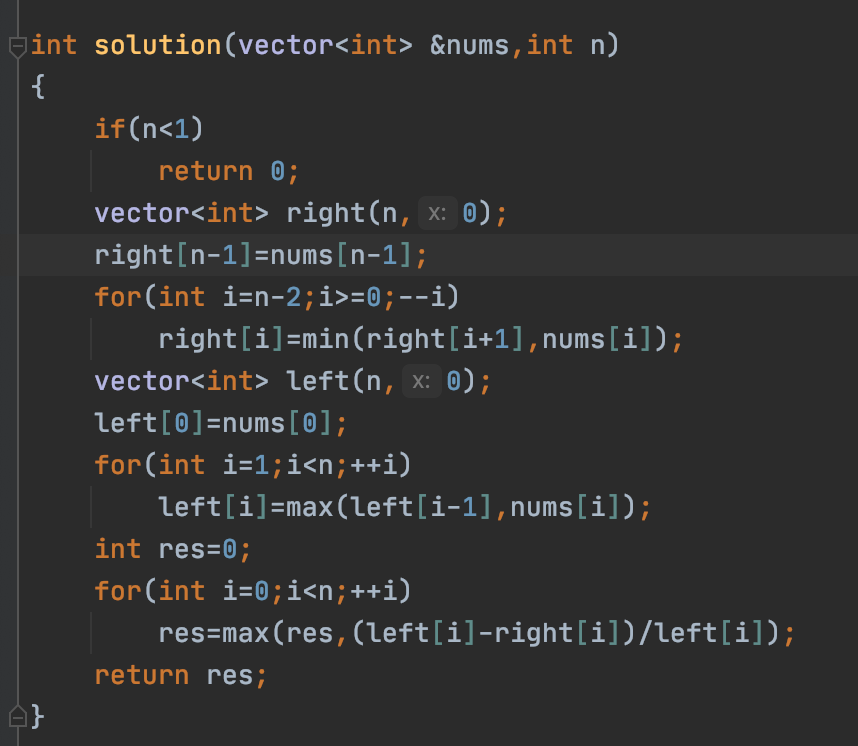 int solution(vector<int> &nums,int n)
{
    if(n<1)
        return 0;
    vector<int> right(n, x: 0);
    right[n-1]=nums[n-1];
    for(int i=n-2;i>=0;--i)
        right[i]=min(right[i+1],nums[i]);
    vector<int> left(n, x: 0);
    left[0]=nums[0];
    for(int i=1;i<n;++i)
        left[i]=max(left[i-1],nums[i]);
    int res=0;
    for(int i=0;i<n;++i)
        res=max(res,(left[i]-right[i])/left[i]);
    return res;
}